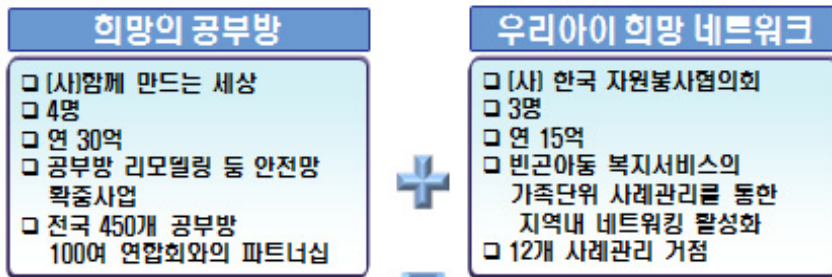 희망의 공부방
❑ (사)함께 만드는 세상
❑ 4명
❑ 연 30억
❑ 공부방 리모델링 등 안전망
확충사업
❑ 전국 450개 공부방
100여 연합회와의 파트너십
우리아이 희망 네트워크
❑ (사) 한국 자원봉사협의회
❑ 3명
❑ 연 15억
❑ 빈곤아동 복지서비스의
가족단위 사례관리를 통한
지역내 네트워킹 활성화
❑ 12개 사례관리 거점